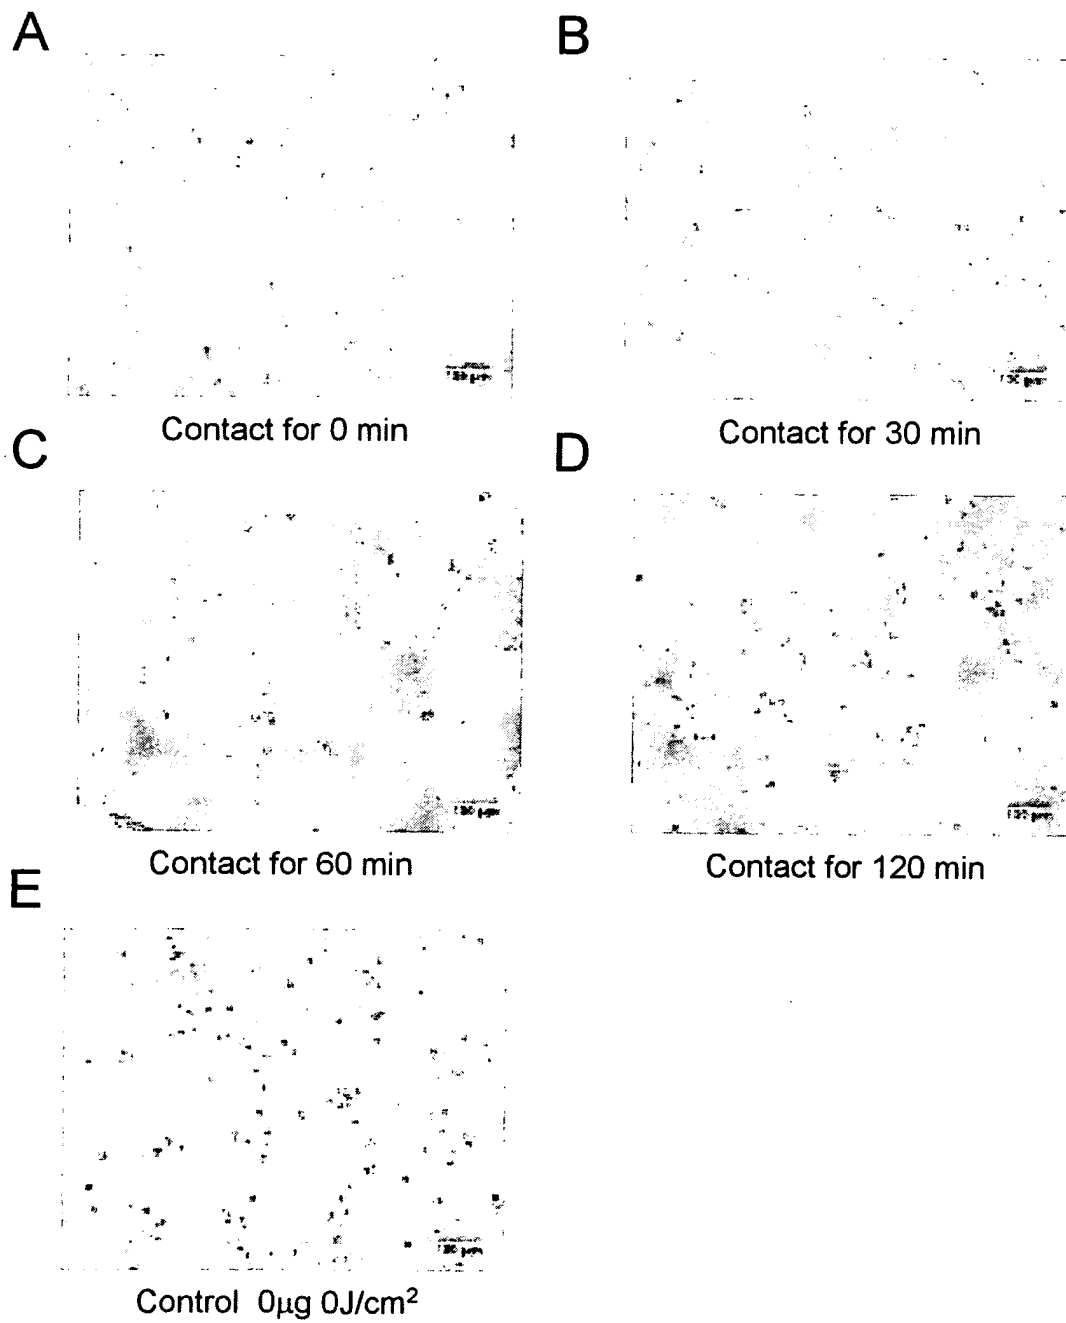 A
B
Contact for 0 min
Contact for 30 min
C
D
Contact for 60 min
Contact for 120 min
E
Control 0μg 0J/cm²